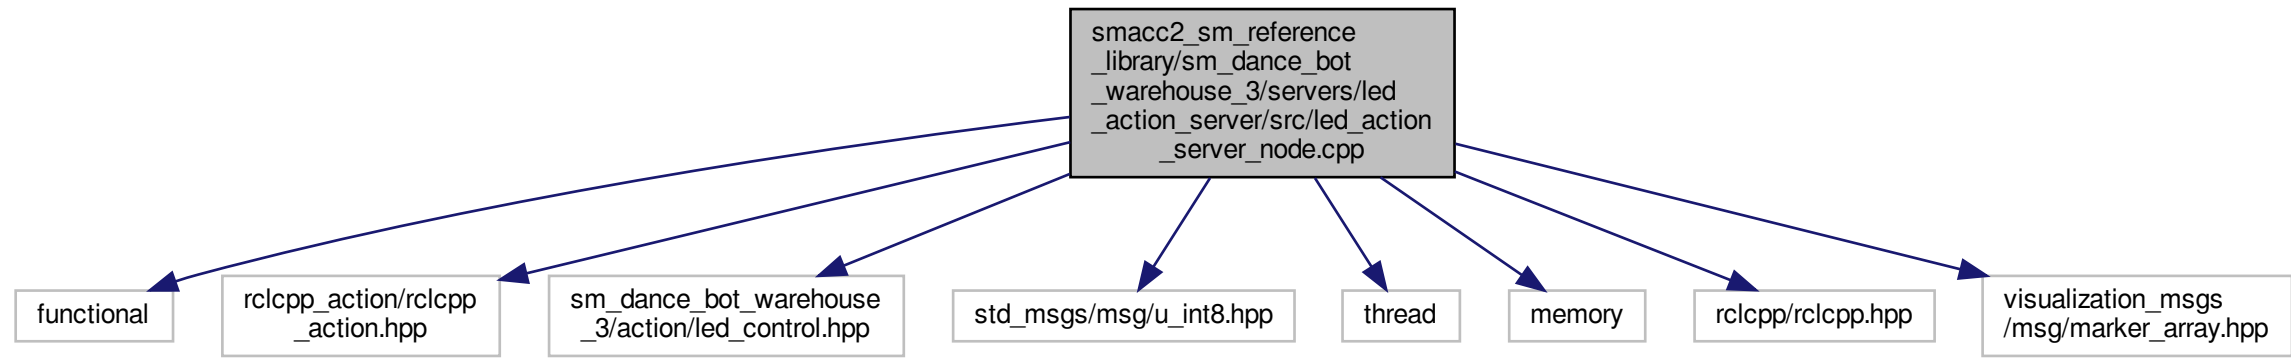 smacc2_sm_reference
_library/sm_dance_bot
_warehouse_3/servers/led
_action_server/src/led_action
_server_node.cpp
functional
rclcpp_action/rclcpp
_action.hpp
sm_dance_bot_warehouse
_3/action/led_control.hpp
std_msgs/msg/u_int8.hpp
thread
memory
rclcpp/rclcpp.hpp
visualization_msgs
/msg/marker_array.hpp